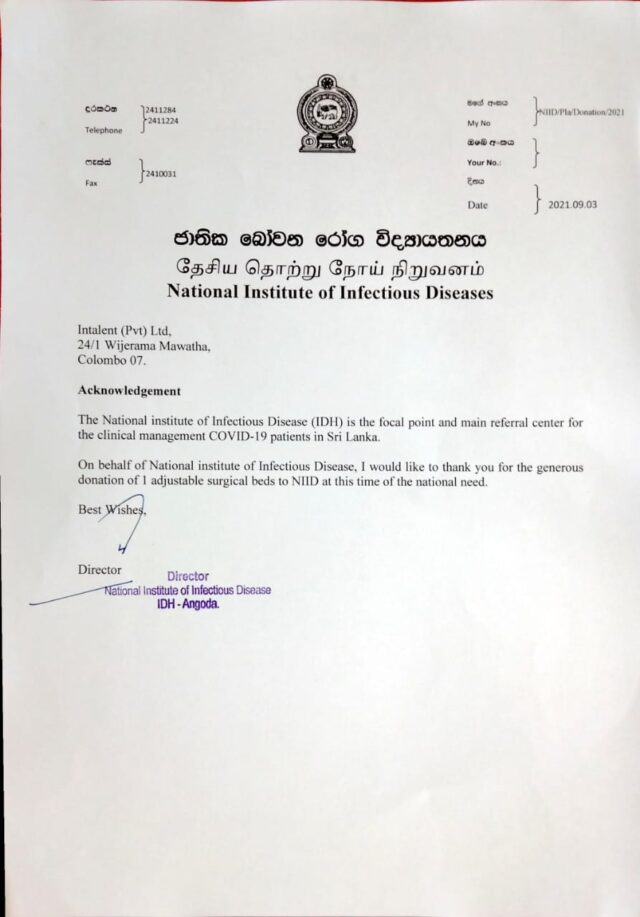 දුරකථන
Telephone
2411284
2411224
ෆැක්ස්
Fax
2410031
මගේ අංකය
My No
NIID/Pla/Donation/2021
ඔබේ අංකය
Your No.:
දිනය
Date
2021.09.03
ජාතික බෝවන රෝග විද්‍යායතනය
தேசிய தொற்று நோய் நிறுவனம்
National Institute of Infectious Diseases
Intalent (Pvt) Ltd,
24/1 Wijerama Mawatha,
Colombo 07.
Acknowledgement
The National institute of Infectious Disease (IDH) is the focal point and main referral center for
the clinical management COVID-19 patients in Sri Lanka.
On behalf of National institute of Infectious Disease, I would like to thank you for the generous
donation of 1 adjustable surgical beds to NIID at this time of the national need.
Best Wishes,
Director
Director
National Institute of Infectious Disease
IDH - Angoda.